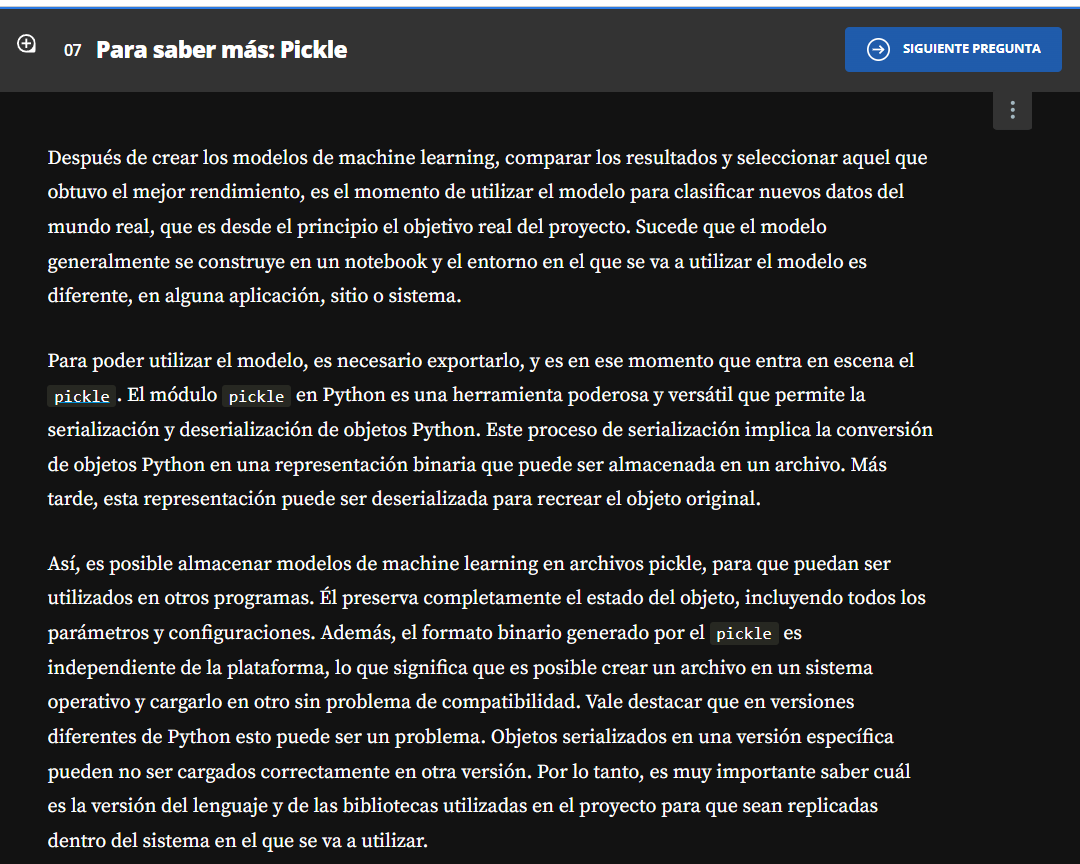 07 Para saber más: Pickle
SIGUIENTE PREGUNTA
Después de crear los modelos de machine learning, comparar los resultados y seleccionar aquel que
obtuvo el mejor rendimiento, es el momento de utilizar el modelo para clasificar nuevos datos del
mundo real, que es desde el principio el objetivo real del proyecto. Sucede que el modelo
generalmente se construye en un notebook y el entorno en el que se va a utilizar el modelo es
diferente, en alguna aplicación, sitio o sistema.
Para poder utilizar el modelo, es necesario exportarlo, y es en ese momento que entra en escena el
pickle. El módulo pickle en Python es una herramienta poderosa y versátil que permite la
serialización y deserialización de objetos Python. Este proceso de serialización implica la conversión
de objetos Python en una representación binaria que puede ser almacenada en un archivo. Más
tarde, esta representación puede ser deserializada para recrear el objeto original.
Así, es posible almacenar modelos de machine learning en archivos pickle, para que puedan ser
utilizados en otros programas. Él preserva completamente el estado del objeto, incluyendo todos los
parámetros y configuraciones. Además, el formato binario generado por el pickle es
independiente de la plataforma, lo que significa que es posible crear un archivo en un sistema
operativo y cargarlo en otro sin problema de compatibilidad. Vale destacar que en versiones
diferentes de Python esto puede ser un problema. Objetos serializados en una versión específica
pueden no ser cargados correctamente en otra versión. Por lo tanto, es muy importante saber cuál
es la versión del lenguaje y de las bibliotecas utilizadas en el proyecto para que sean replicadas
dentro del sistema en el que se va a utilizar.